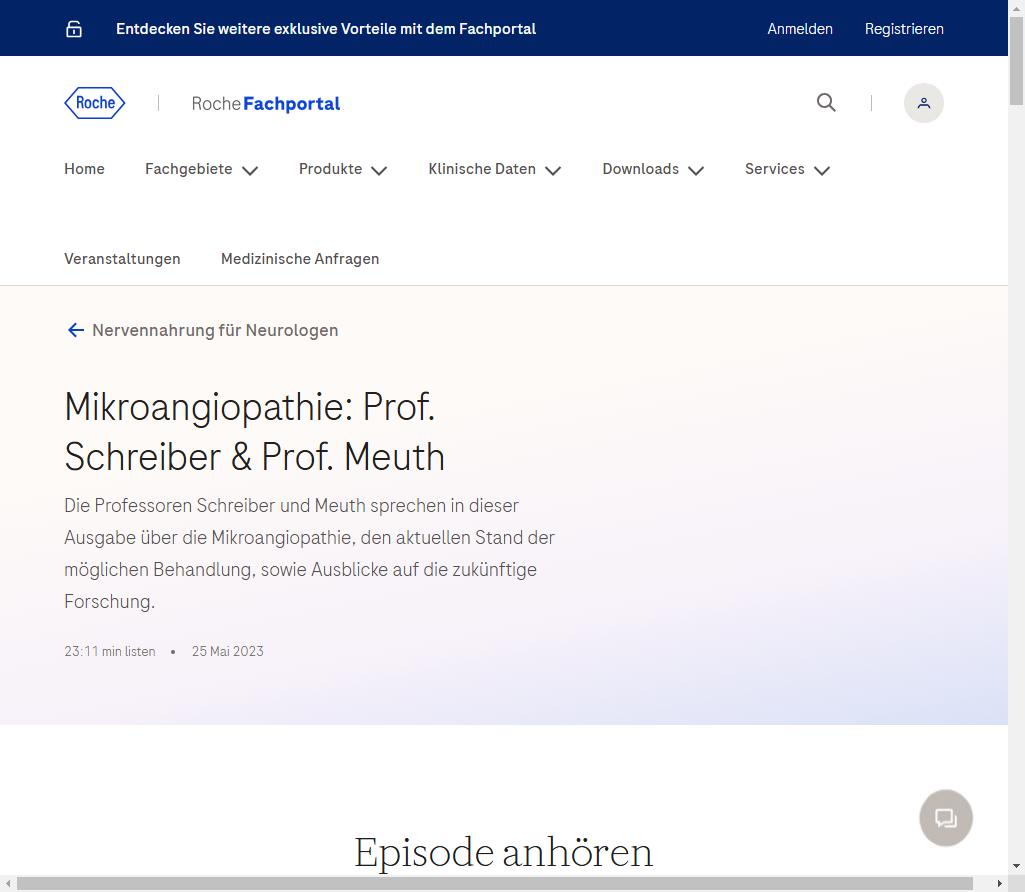 Entdecken Sie weitere exklusive Vorteile mit dem Fachportal
Anmelden
Registrieren
Roche
RocheFachportal
Home
Fachgebiete
Produkte
Klinische Daten
Downloads
Services
Veranstaltungen
Medizinische Anfragen
Nervennahrung für Neurologen
Mikroangiopathie: Prof.
Schreiber & Prof. Meuth
Die Professoren Schreiber und Meuth sprechen in dieser
Ausgabe über die Mikroangiopathie, den aktuellen Stand der
möglichen Behandlung, sowie Ausblicke auf die zukünftige
Forschung.
23:11 min listen • 25 Mai 2023
Episode anhören